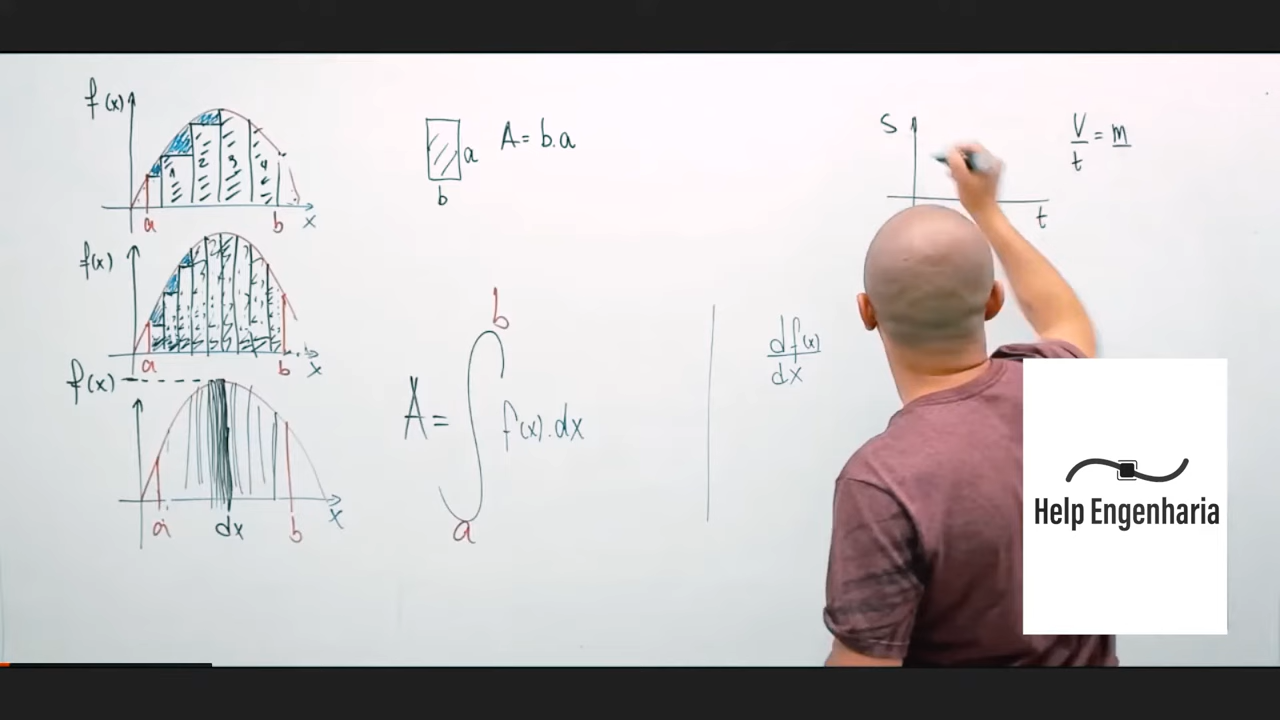 f(x)
1 2 3 4
a b x
f(x)
a b x
f(x)
a dx b x
a A = b.a
b
b
A = ∫ f(x).dx
a
df(x)
dx
S
t
V = m
t
Help Engenharia